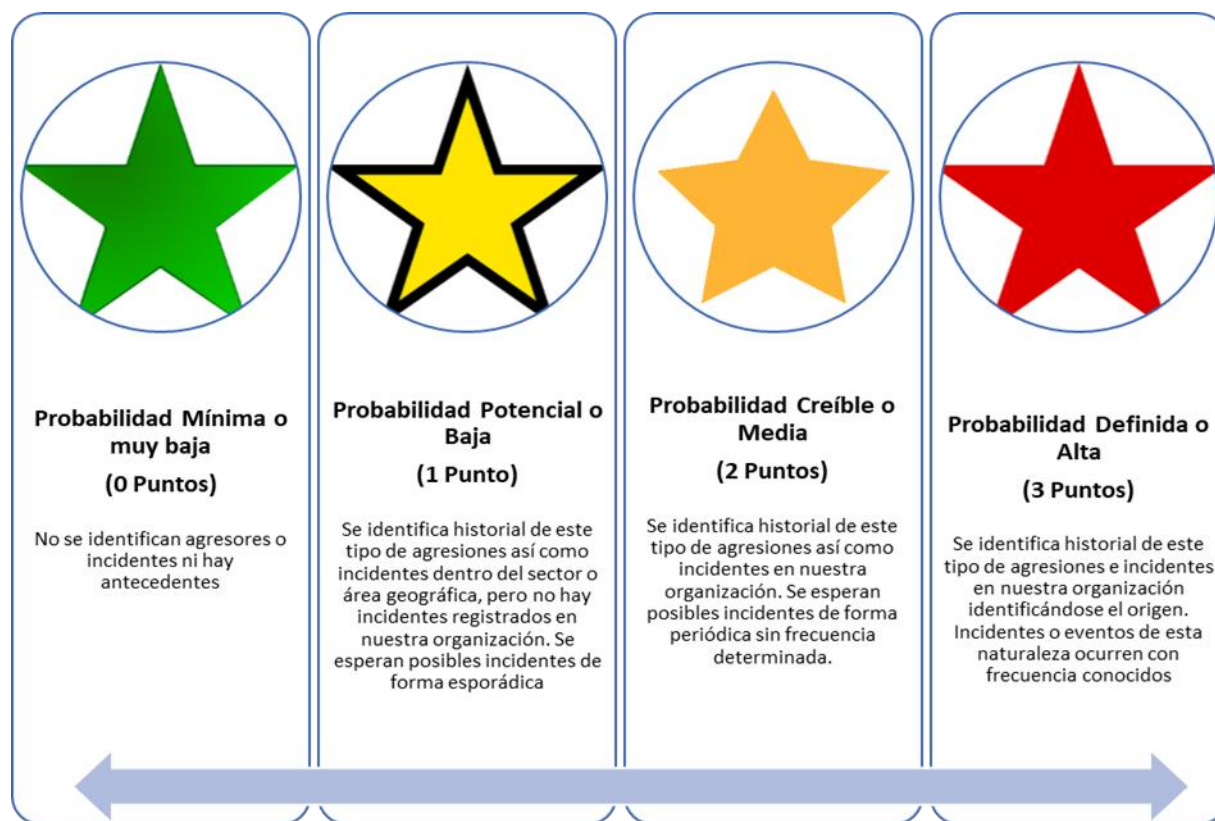 Probabilidad Mínima o
muy baja
(0 Puntos)
No se identifican agresores o
incidentes ni hay
antecedentes
Probabilidad Potencial o
Baja
(1 Punto)
Se identifica historial de este
tipo de agresiones así como
incidentes dentro del sector o
área geográfica, pero no hay
incidentes registrados en
nuestra organización. Se
esperan posibles incidentes de
forma esporádica
Probabilidad Creíble o
Media
(2 Puntos)
Se identifica historial de este
tipo de agresiones así como
incidentes en nuestra
organización. Se esperan
posibles incidentes de forma
periódica sin frecuencia
determinada.
Probabilidad Definida o
Alta
(3 Puntos)
Se identifica historial de este
tipo de agresiones e incidentes
en nuestra organización
identificándose el origen.
Incidentes o eventos de esta
naturaleza ocurren con
frecuencia conocidos